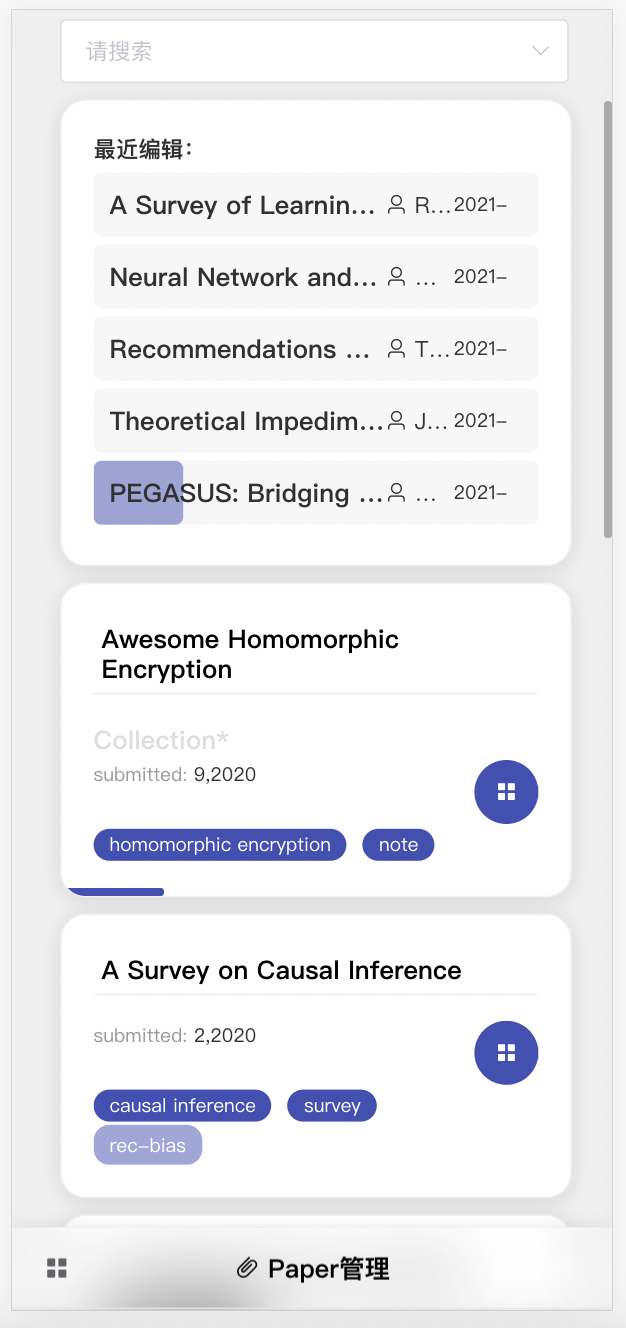 请搜索
最近编辑：
A Survey of Learnin... R... 2021-
Neural Network and... ... 2021-
Recommendations ... T... 2021-
Theoretical Impedim... J... 2021-
PEGASUS: Bridging ... ... 2021-
Awesome Homomorphic
Encryption
Collection*
submitted: 9,2020
homomorphic encryption note
A Survey on Causal Inference
submitted: 2,2020
causal inference survey
rec-bias
Paper管理